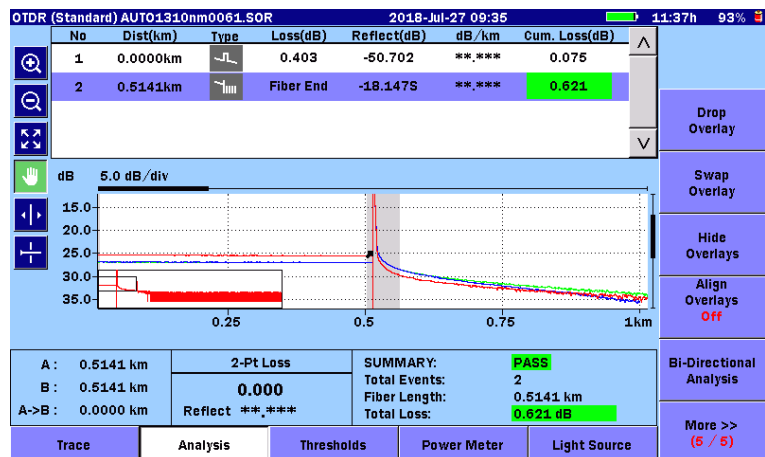 OTDR (Standard) AUTO1310nm0061.SOR 2018-Jul-27 09:35 11:37h 93%
No Dist(km) Type Loss(dB) Reflect(dB) dB/km Cum. Loss(dB)
1 0.0000km 0.403 -50.702 **.*** 0.075
2 0.5141km Fiber End -18.147S **.*** 0.621
Drop
Overlay
Swap
Overlay
Hide
Overlays
Align
Overlays
Off
Bi-Directional
Analysis
More >>
(5 / 5)
dB 5.0 dB/div
15.0
20.0
25.0
30.0
35.0
0.25 0.5 0.75 1km
A: 0.5141 km
B: 0.5141 km
A->B: 0.0000 km
2-Pt Loss
0.000
Reflect **.***
SUMMARY: PASS
Total Events: 2
Fiber Length: 0.5141 km
Total Loss: 0.621 dB
Trace Analysis Thresholds Power Meter Light Source